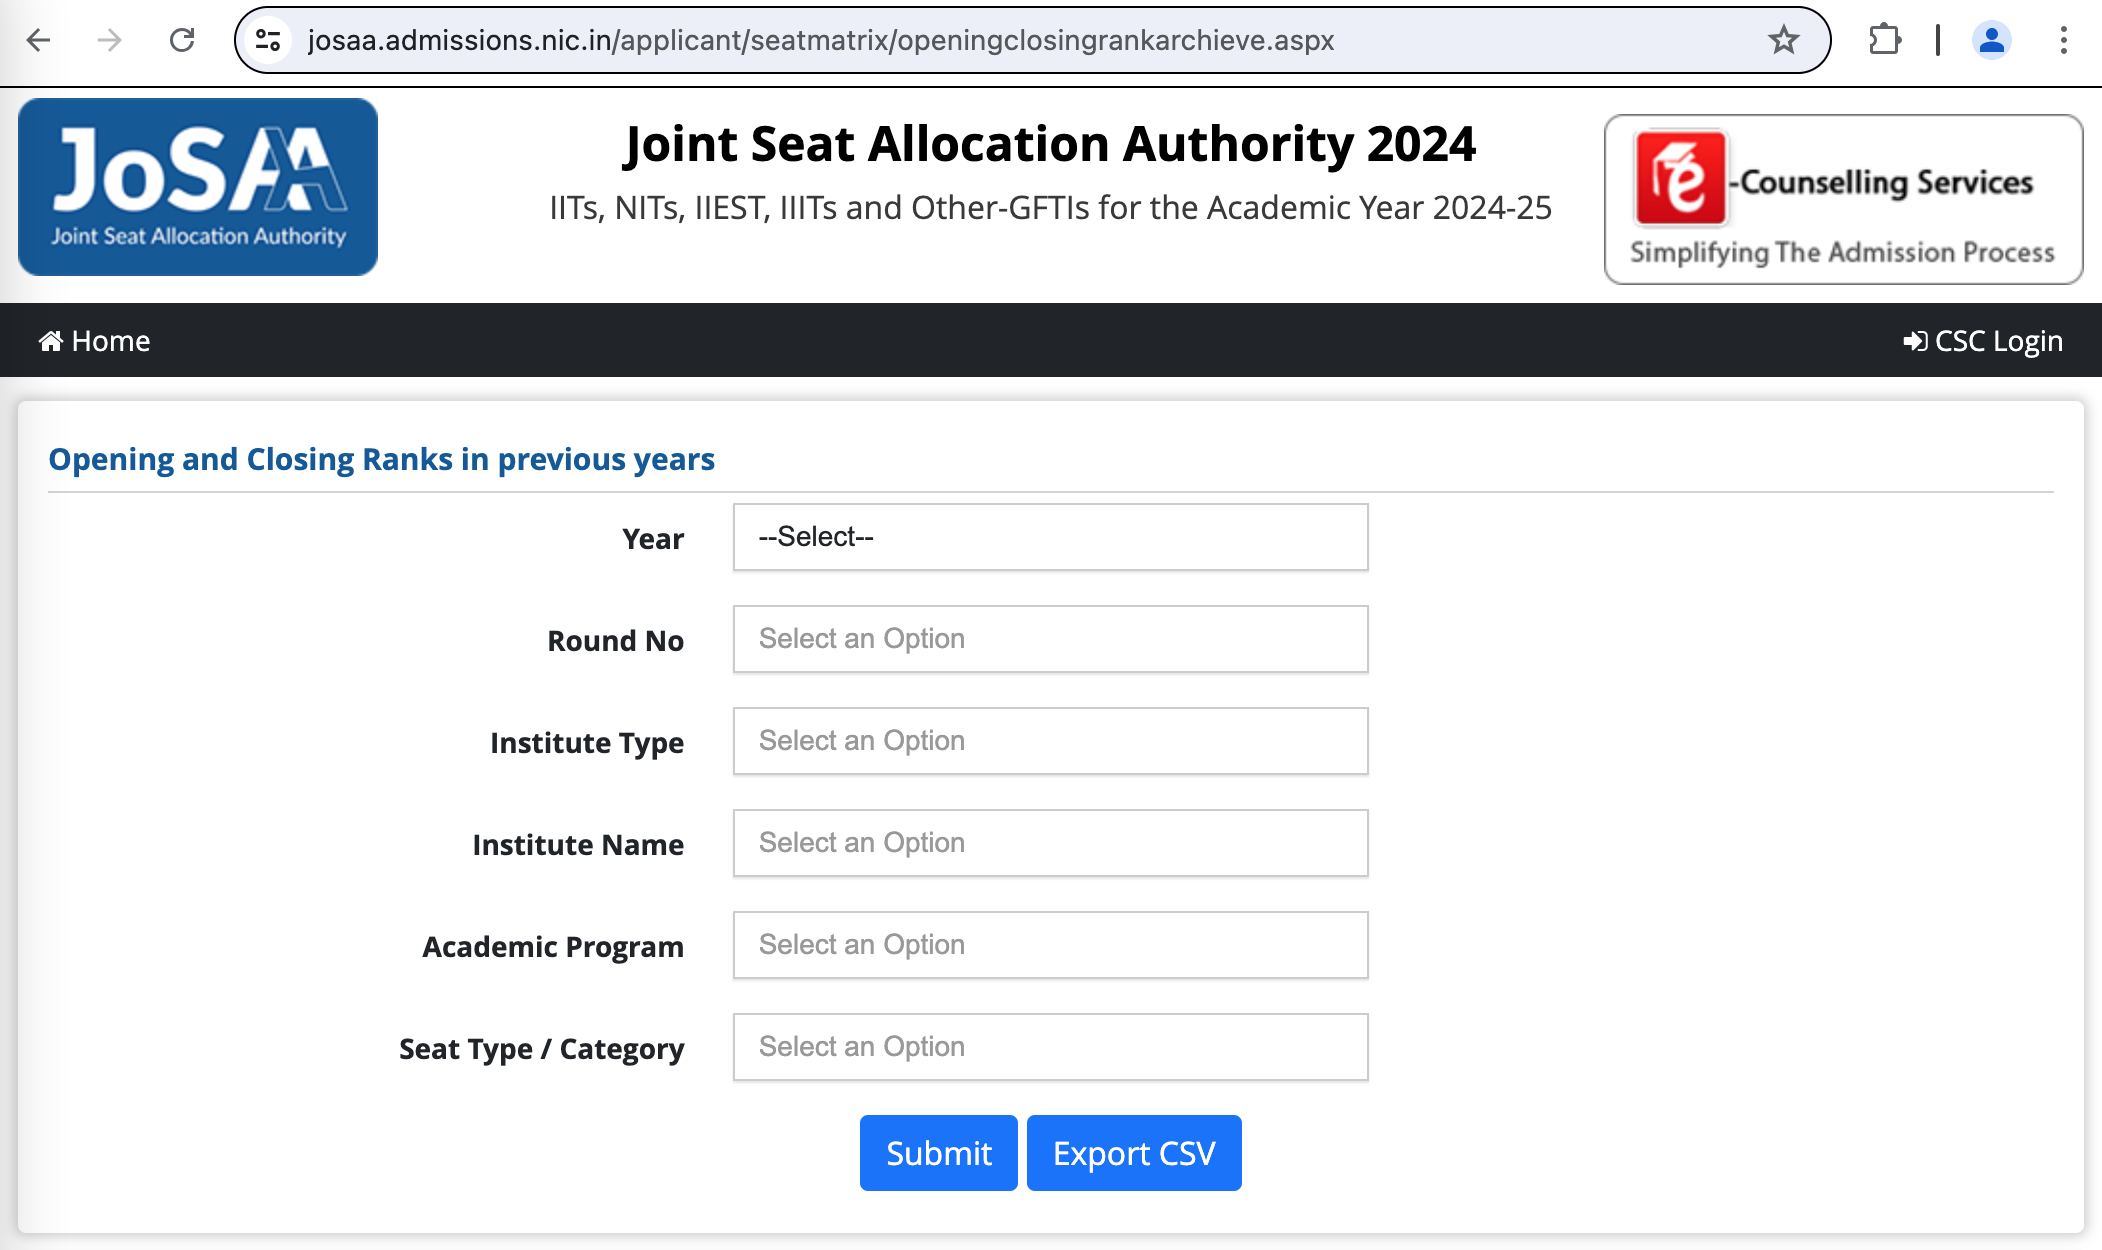 josaa.admissions.nic.in/applicant/seatmatrix/openingclosingrankarchieve.aspx
JoSAA
Joint Seat Allocation Authority
Joint Seat Allocation Authority 2024
IITs, NITs, IIEST, IIITs and Other-GFTIs for the Academic Year 2024-25
e-Counselling Services
Simplifying The Admission Process
Home
CSC Login
Opening and Closing Ranks in previous years
Year
--Select--
Round No
Select an Option
Institute Type
Select an Option
Institute Name
Select an Option
Academic Program
Select an Option
Seat Type / Category
Select an Option
Submit
Export CSV